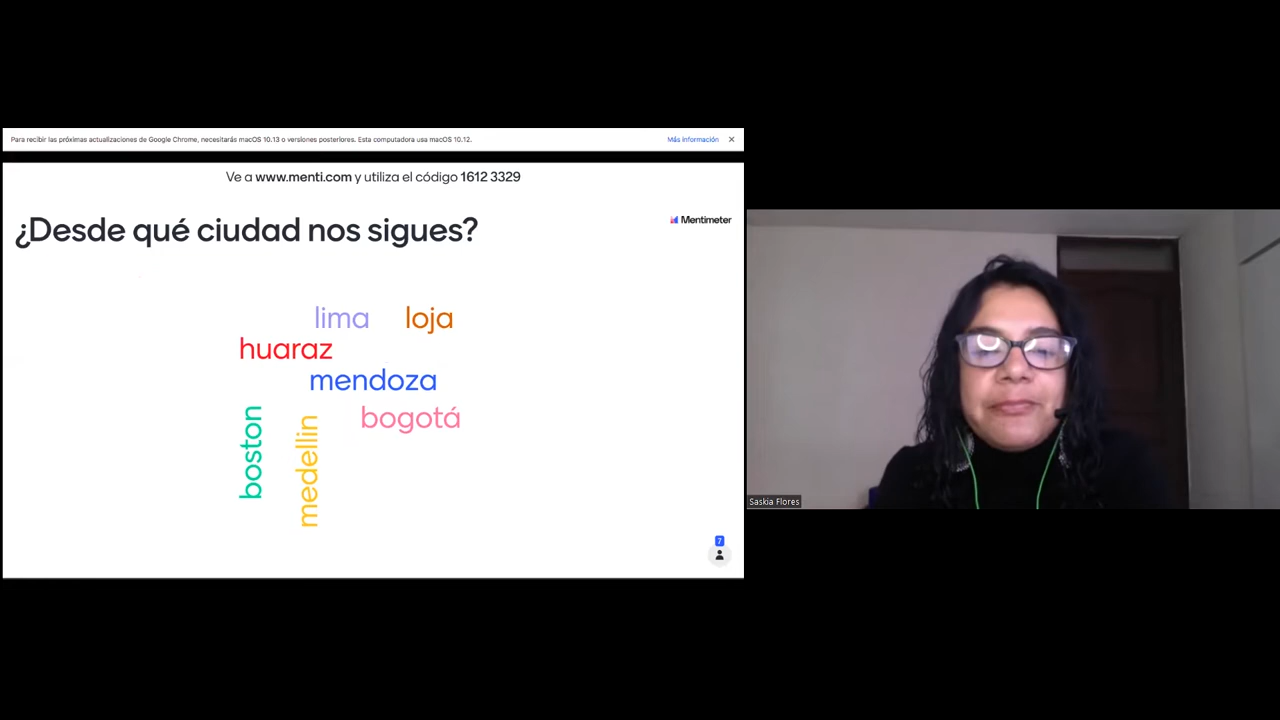 Para recibir las próximas actualizaciones de Google Chrome, necesitarás macOS 10.13 o versiones posteriores. Esta computadora usa macOS 10.12.
Más información
Ve a www.menti.com y utiliza el código 1612 3329
¿Desde qué ciudad nos sigues?
Mentimeter
lima
loja
huaraz
mendoza
bogotá
boston
medellin
7
Saskia Flores